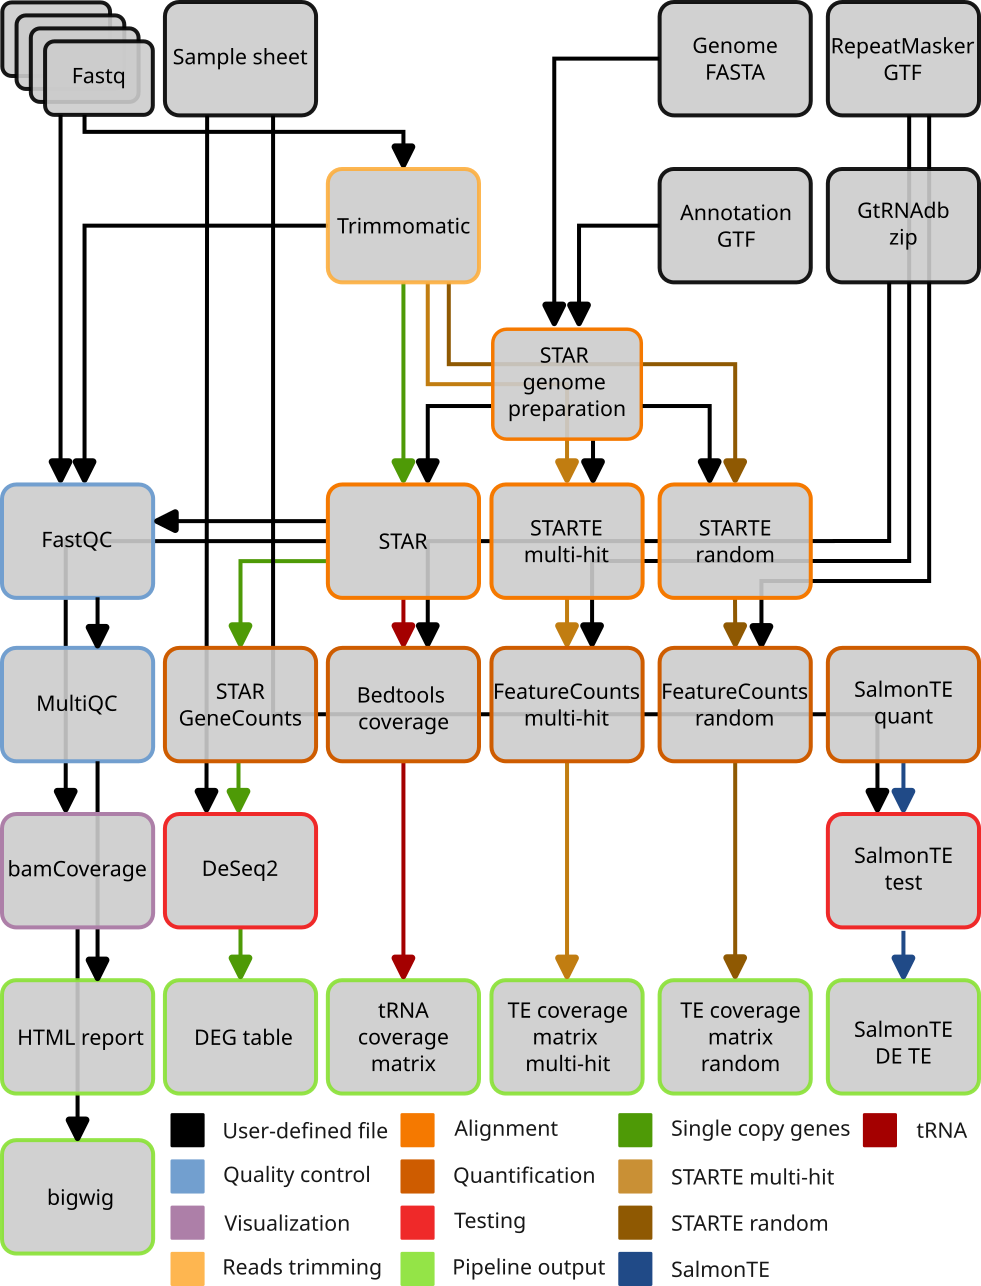 Fastq
Sample sheet
Genome
FASTA
RepeatMasker
GTF
Trimmomatic
Annotation
GTF
GtRNAdb
zip
STAR
genome
preparation
FastQC
STAR
STARTE
multi-hit
STARTE
random
MultiQC
STAR
GeneCounts
Bedtools
coverage
FeatureCounts
multi-hit
FeatureCounts
random
SalmonTE
quant
bamCoverage
DeSeq2
SalmonTE
test
HTML report
DEG table
tRNA
coverage
matrix
TE coverage
matrix
multi-hit
TE coverage
matrix
random
SalmonTE
DE TE
bigwig
User-defined file
Quality control
Visualization
Reads trimming
Alignment
Quantification
Testing
Pipeline output
Single copy genes
STARTE multi-hit
STARTE random
SalmonTE
tRNA